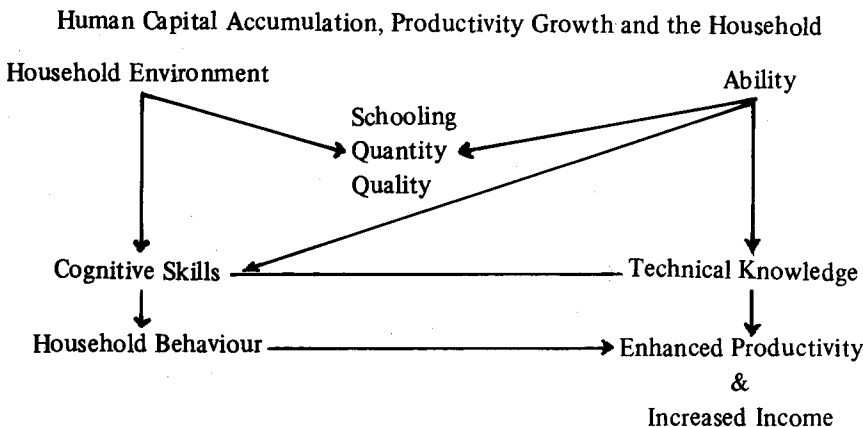 Human Capital Accumulation, Productivity Growth and the Household
Household Environment
Ability
Schooling
Quantity
Quality
Cognitive Skills
Technical Knowledge
Household Behaviour
Enhanced Productivity
&
Increased Income